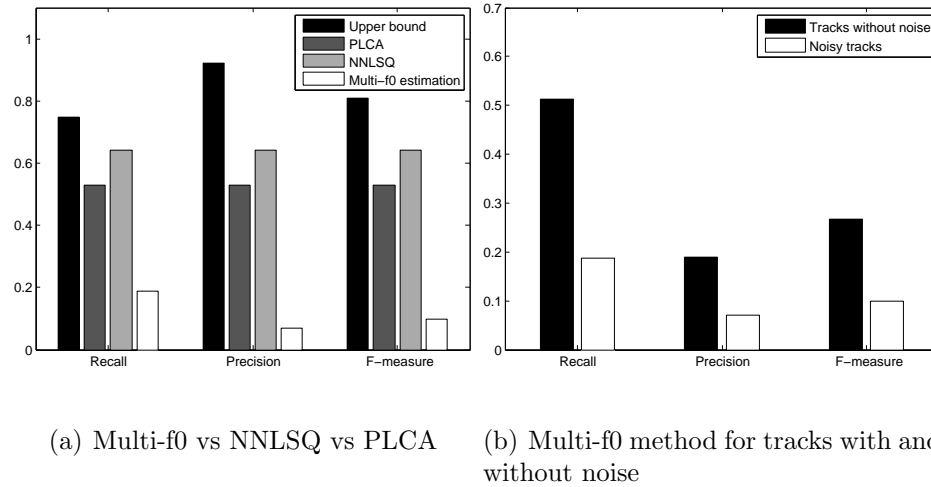 1
0.8
0.6
0.4
0.2
0
Upper bound
PLCA
NNLSQ
Multi−f0 estimation
Recall
Precision
F−measure
0.7
0.6
0.5
0.4
0.3
0.2
0.1
0
Tracks without noise
Noisy tracks
Recall
Precision
F−measure
(a) Multi-f0 vs NNLSQ vs PLCA
(b) Multi-f0 method for tracks with and
without noise